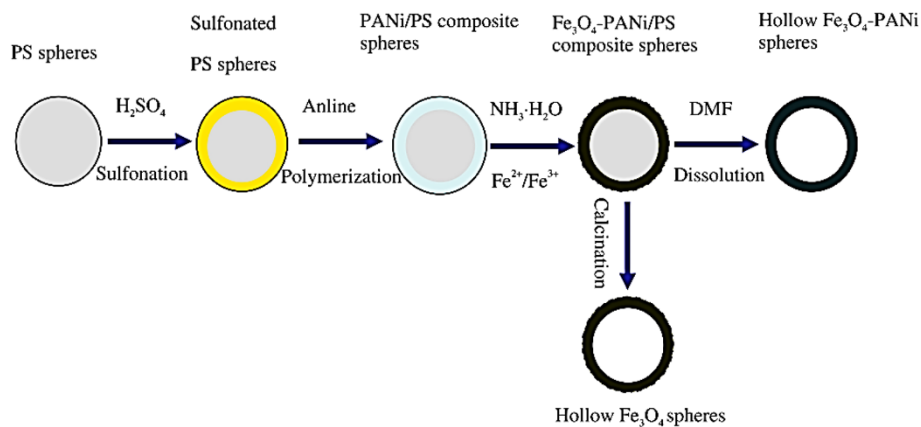 PS spheres
Sulfonated
PS spheres
PANi/PS composite
spheres
Fe₃O₄-PANi/PS
composite spheres
Hollow Fe₃O₄-PANi
spheres
H₂SO₄
Sulfonation
Anline
Polymerization
NH₃·H₂O
Fe²⁺/Fe³⁺
DMF
Dissolution
Calcination
Hollow Fe₃O₄ spheres